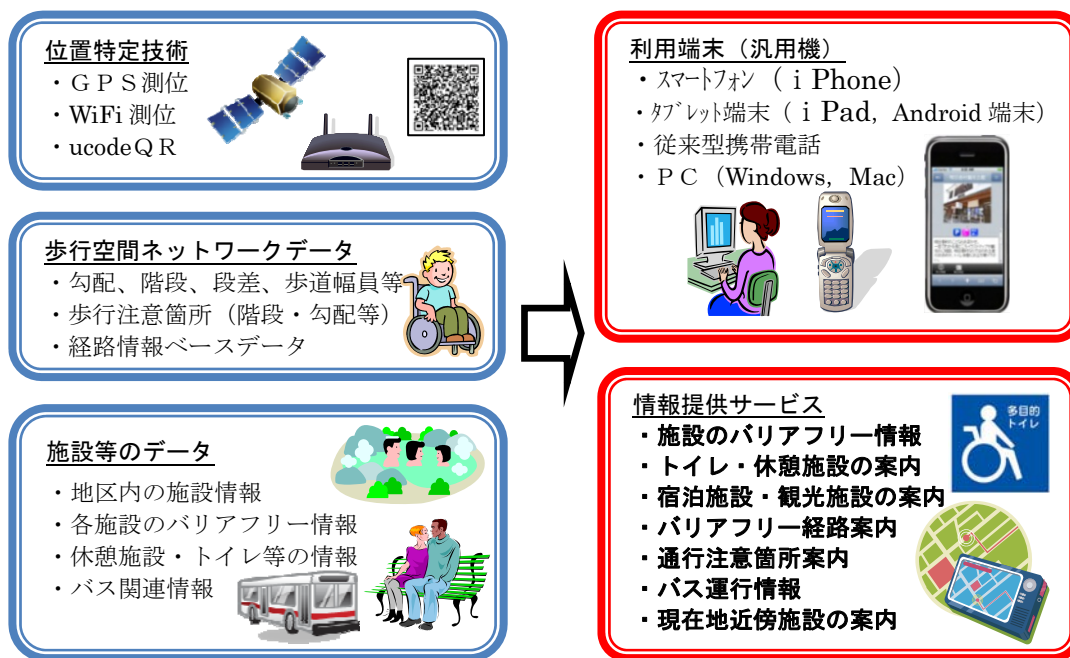 位置特定技術
・ＧＰＳ測位
・WiFi 測位
・ucodeＱＲ
歩行空間ネットワークデータ
・勾配、階段、段差、歩道幅員等
・歩行注意箇所（階段・勾配等）
・経路情報ベースデータ
施設等のデータ
・地区内の施設情報
・各施設のバリアフリー情報
・休憩施設・トイレ等の情報
・バス関連情報
利用端末（汎用機）
・ｽﾏｰﾄﾌｫﾝ（ｉPhone）
・ﾀﾌﾞﾚｯﾄ端末（ｉPad, Android 端末）
・従来型携帯電話
・ＰＣ（Windows, Mac）
情報提供サービス
・施設のバリアフリー情報
・トイレ・休憩施設の案内
・宿泊施設・観光施設の案内
・バリアフリー経路案内
・通行注意箇所案内
・バス運行情報
・現在地近傍施設の案内
多目的
トイレ